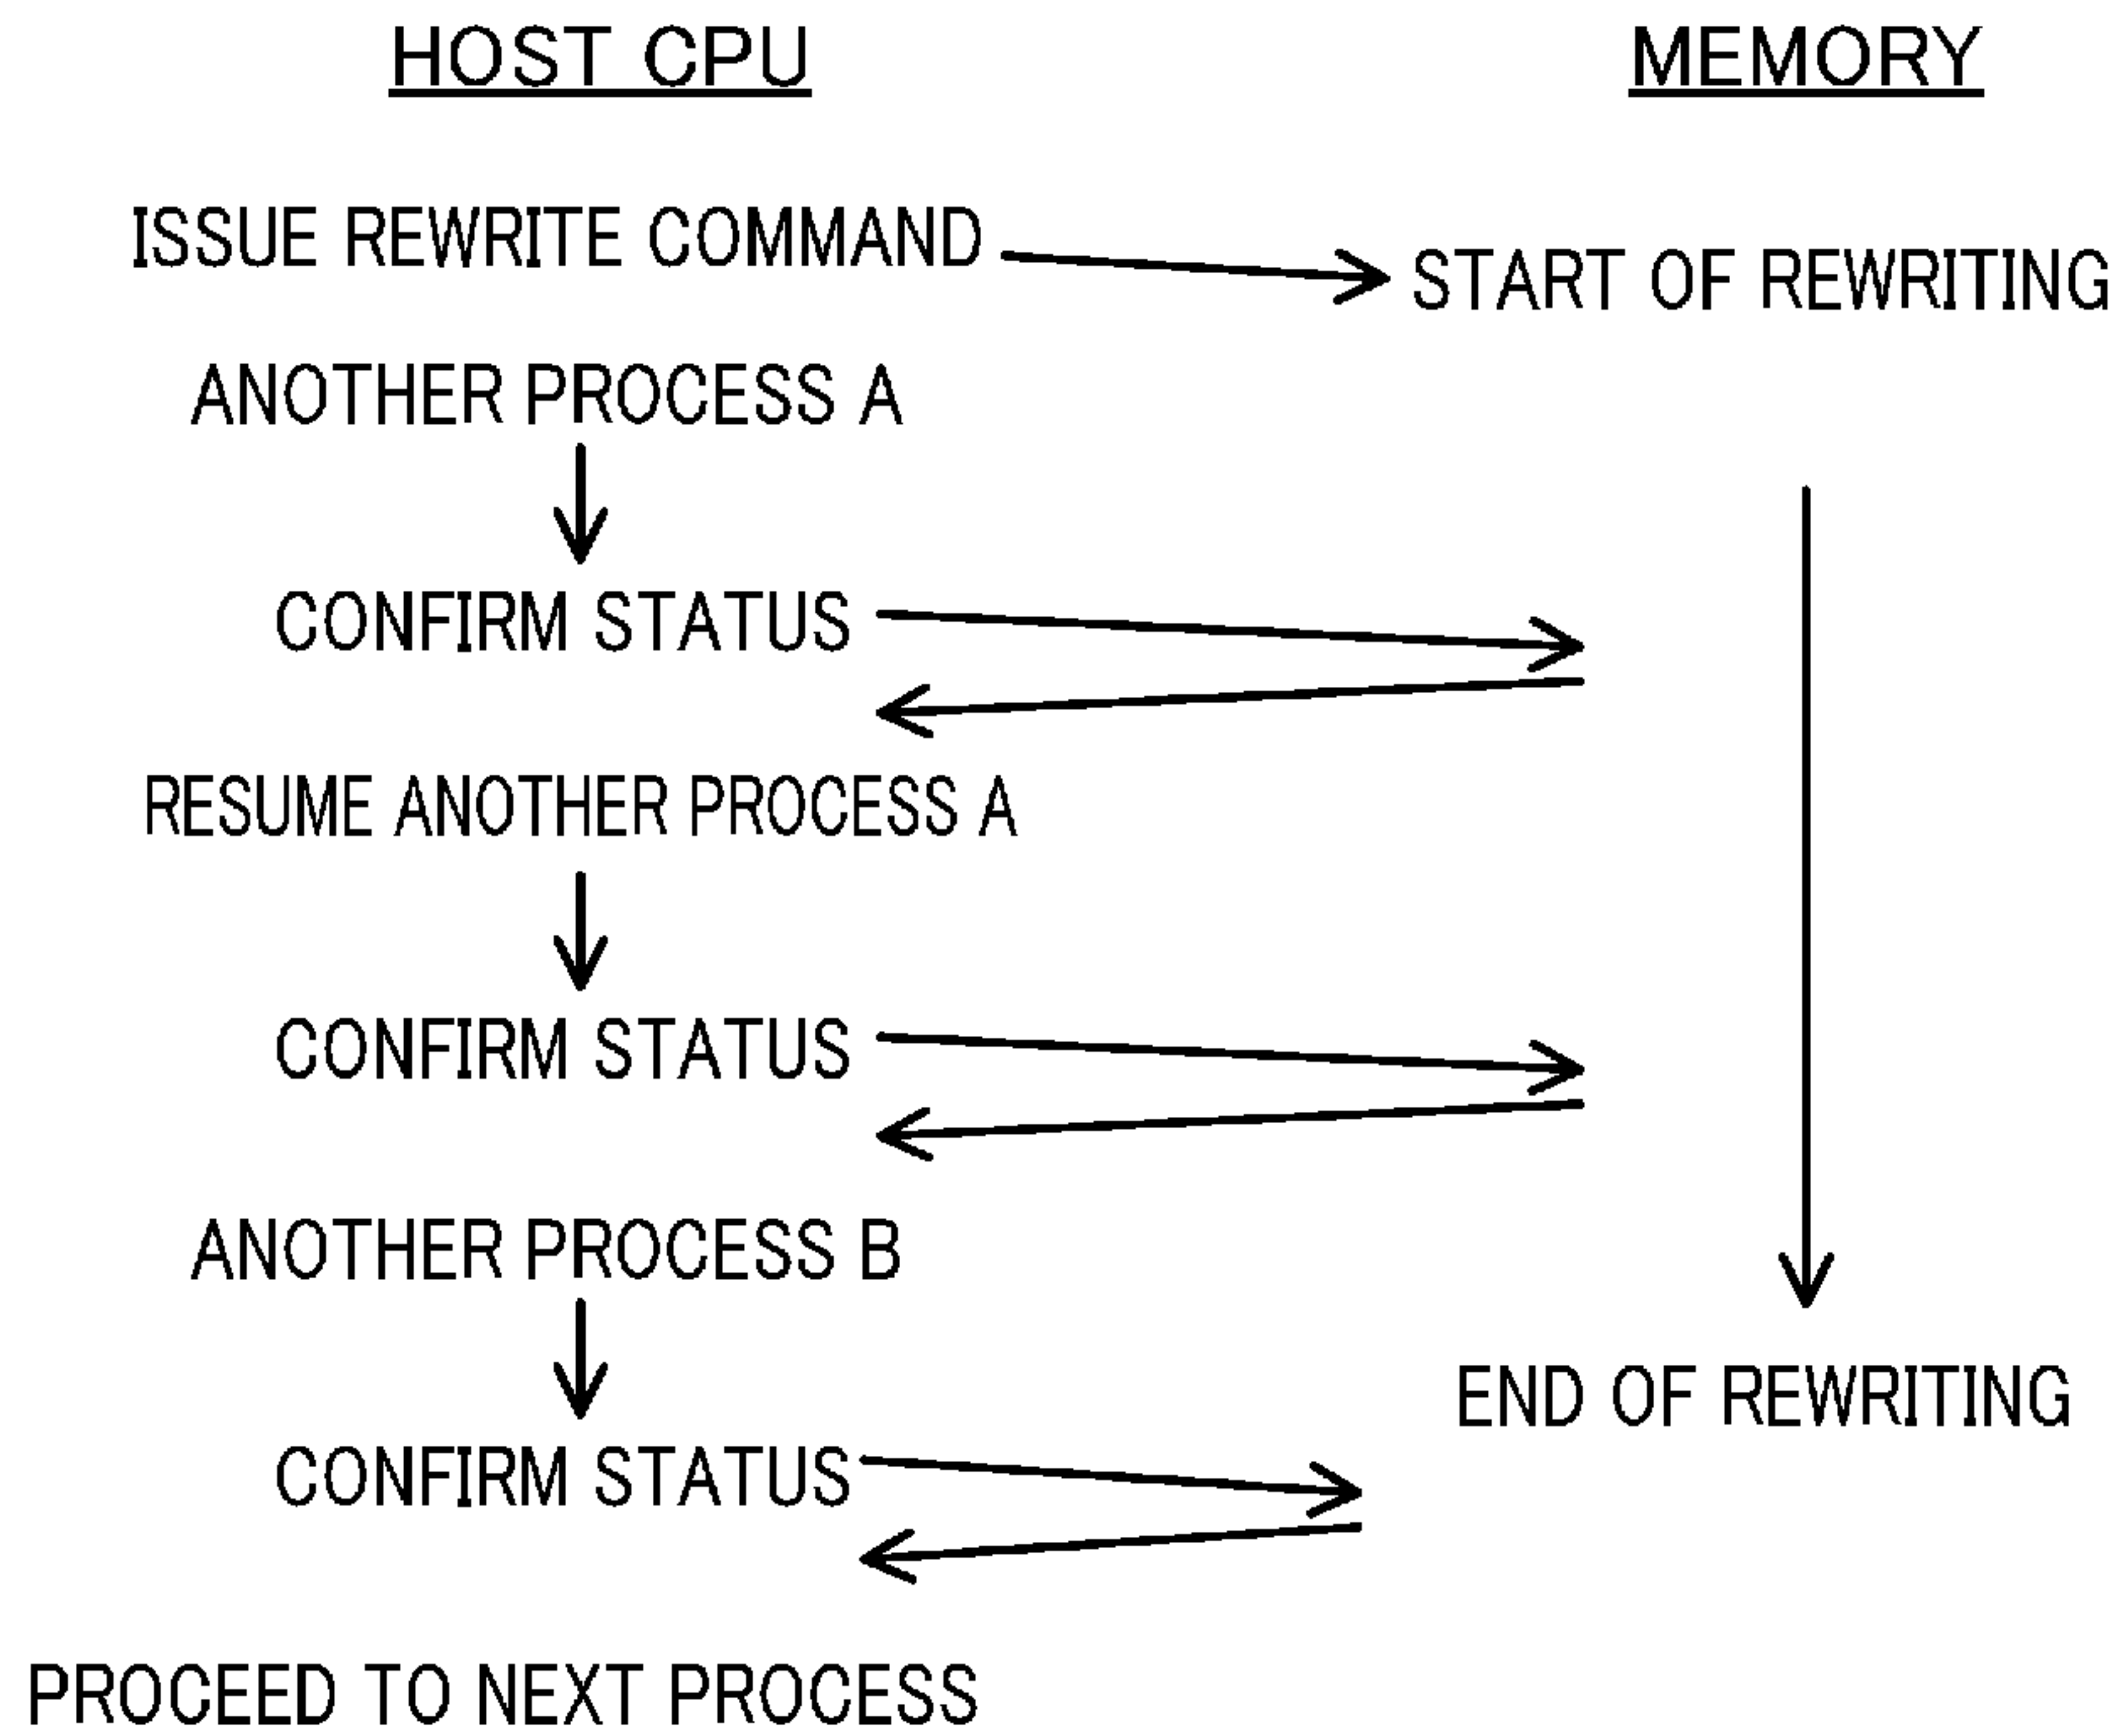 HOST CPU
MEMORY
ISSUE REWRITE COMMAND
START OF REWRITING
ANOTHER PROCESS A
CONFIRM STATUS
RESUME ANOTHER PROCESS A
CONFIRM STATUS
ANOTHER PROCESS B
END OF REWRITING
CONFIRM STATUS
PROCEED TO NEXT PROCESS